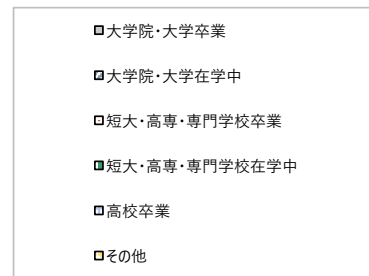 大学院・大学卒業
大学院・大学在学中
短大・高専・専門学校卒業
短大・高専・専門学校在学中
高校卒業
その他